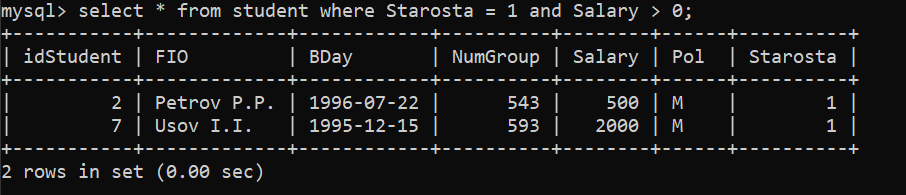 mysql> select * from student where Starosta = 1 and Salary > 0;
+-----------+-------------+------------+----------+--------+------+----------+
| idStudent | FIO         | BDay       | NumGroup | Salary | Pol  | Starosta |
+-----------+-------------+------------+----------+--------+------+----------+
|         2 | Petrov P.P. | 1996-07-22 |      543 |    500 | M    |        1 |
|         7 | Usov I.I.   | 1995-12-15 |      593 |   2000 | M    |        1 |
+-----------+-------------+------------+----------+--------+------+----------+
2 rows in set (0.00 sec)